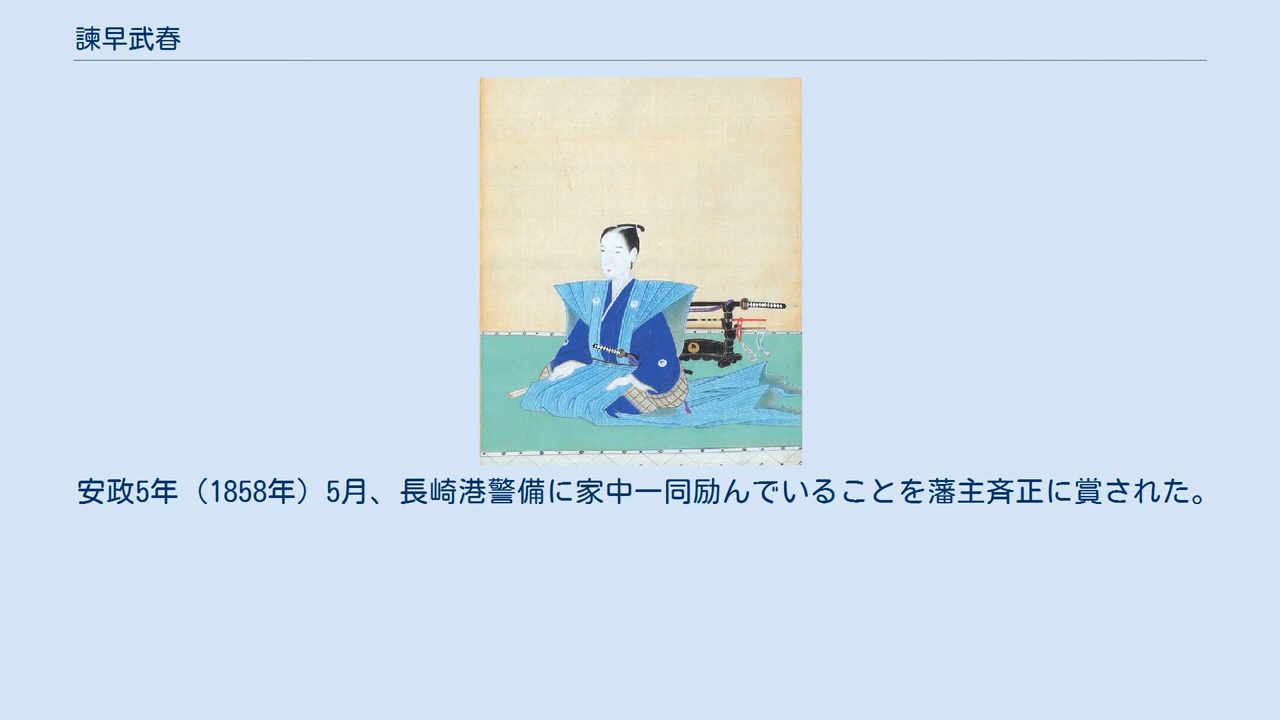 諫早武春
安政5年（1858年）5月、長崎港警備に家中一同励んでいることを藩主斉正に賞された。